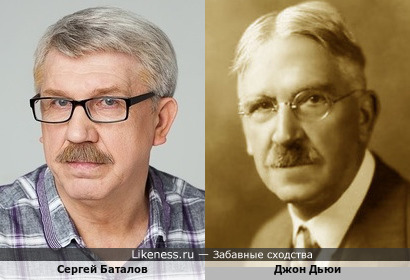 Likeness.ru — Забавные сходства
Сергей Баталов
Джон Дьюи